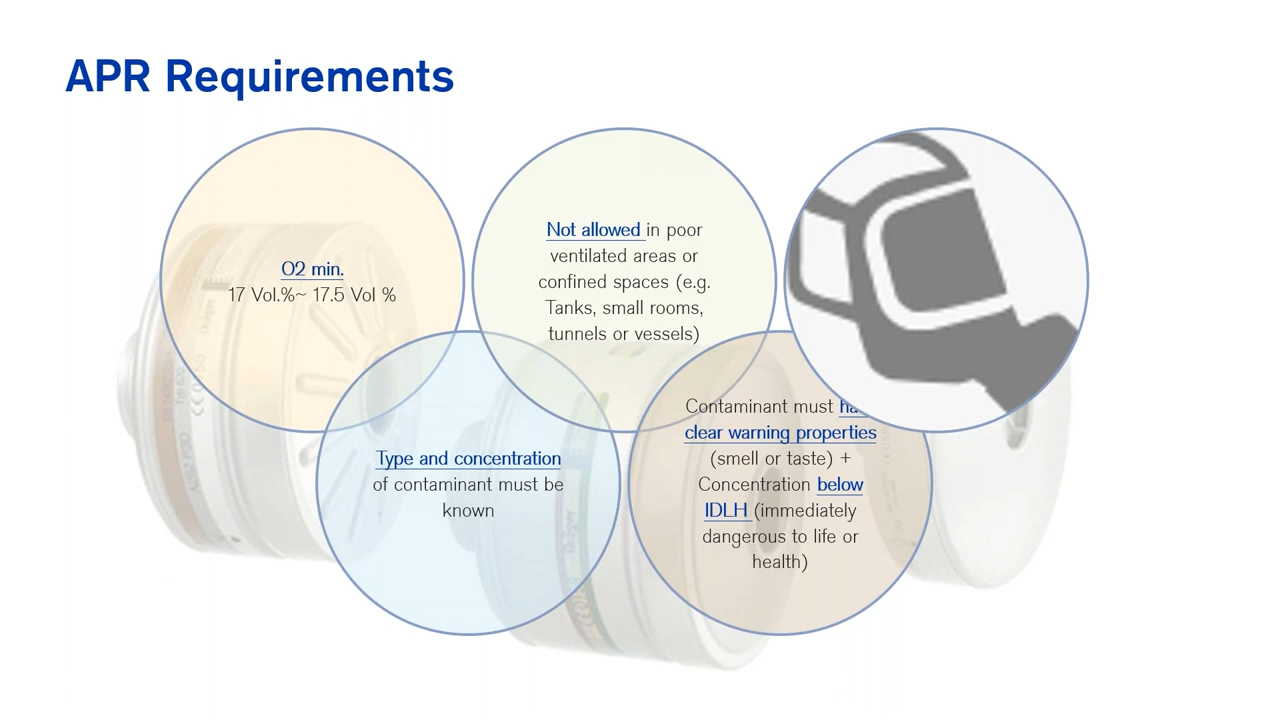 APR Requirements
O2 min.
17 Vol.%~ 17.5 Vol %
Not allowed in poor
ventilated areas or
confined spaces (e.g.
Tanks, small rooms,
tunnels or vessels)
Type and concentration
of contaminant must be
known
Contaminant must
clear warning properties
(smell or taste) +
Concentration below
IDLH (immediately
dangerous to life or
health)